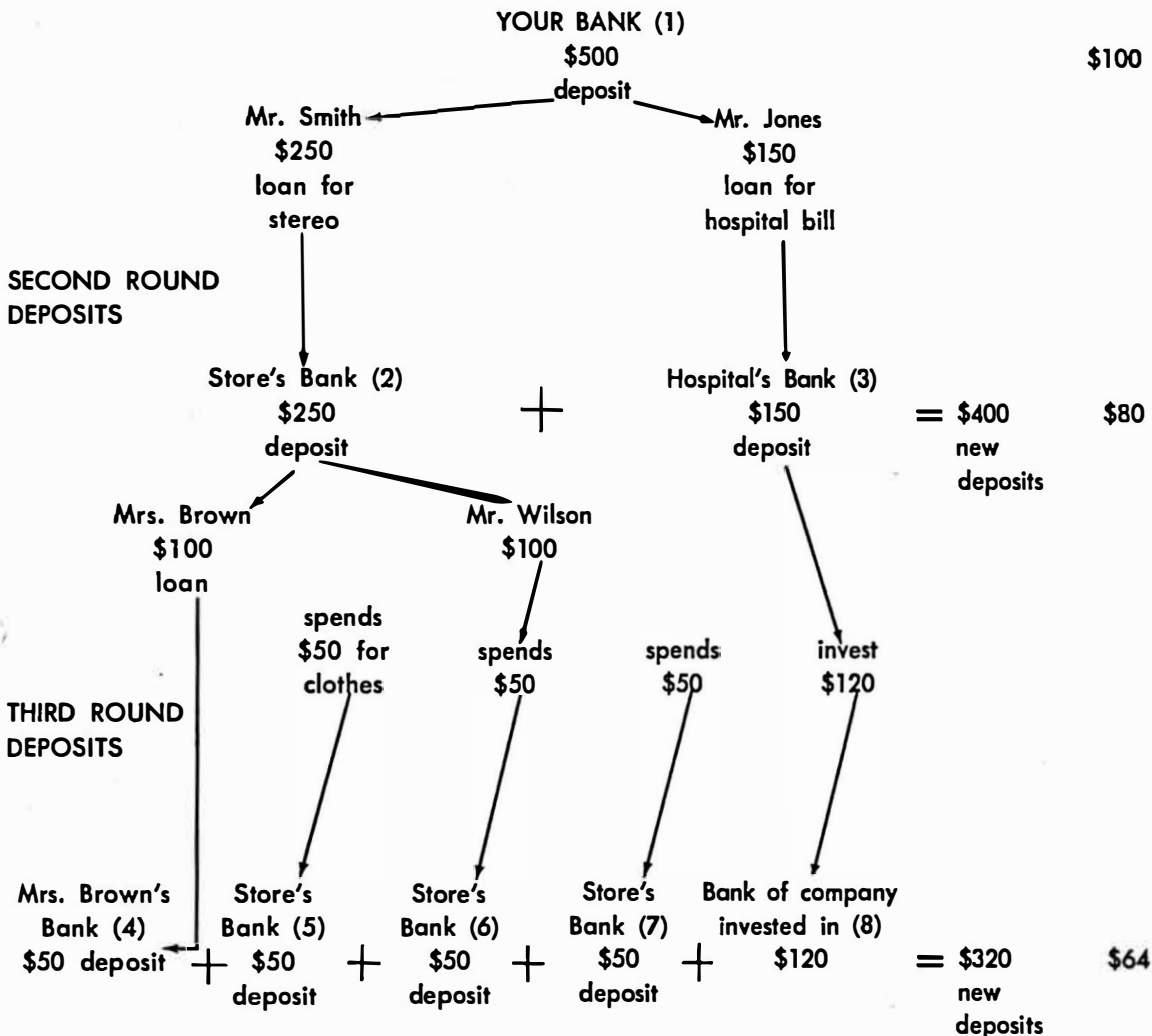 YOUR BANK (1)
$500 $100
deposit
Mr. Smith Mr. Jones
$250 $150
loan for loan for
stereo hospital bill
SECOND ROUND
DEPOSITS
Store's Bank (2) Hospital's Bank (3)
$250 + $150 = $400 $80
deposit deposit new
deposits
Mrs. Brown Mr. Wilson
$100 $100
loan
spends
$50 for spends spends invest
clothes $50 $50 $120
THIRD ROUND
DEPOSITS
Mrs. Brown's Store's Store's Store's Bank of company
Bank (4) Bank (5) Bank (6) Bank (7) invested in (8)
$50 deposit + $50 + $50 + $50 + $120 = $320 $64
deposit deposit deposit new
deposits